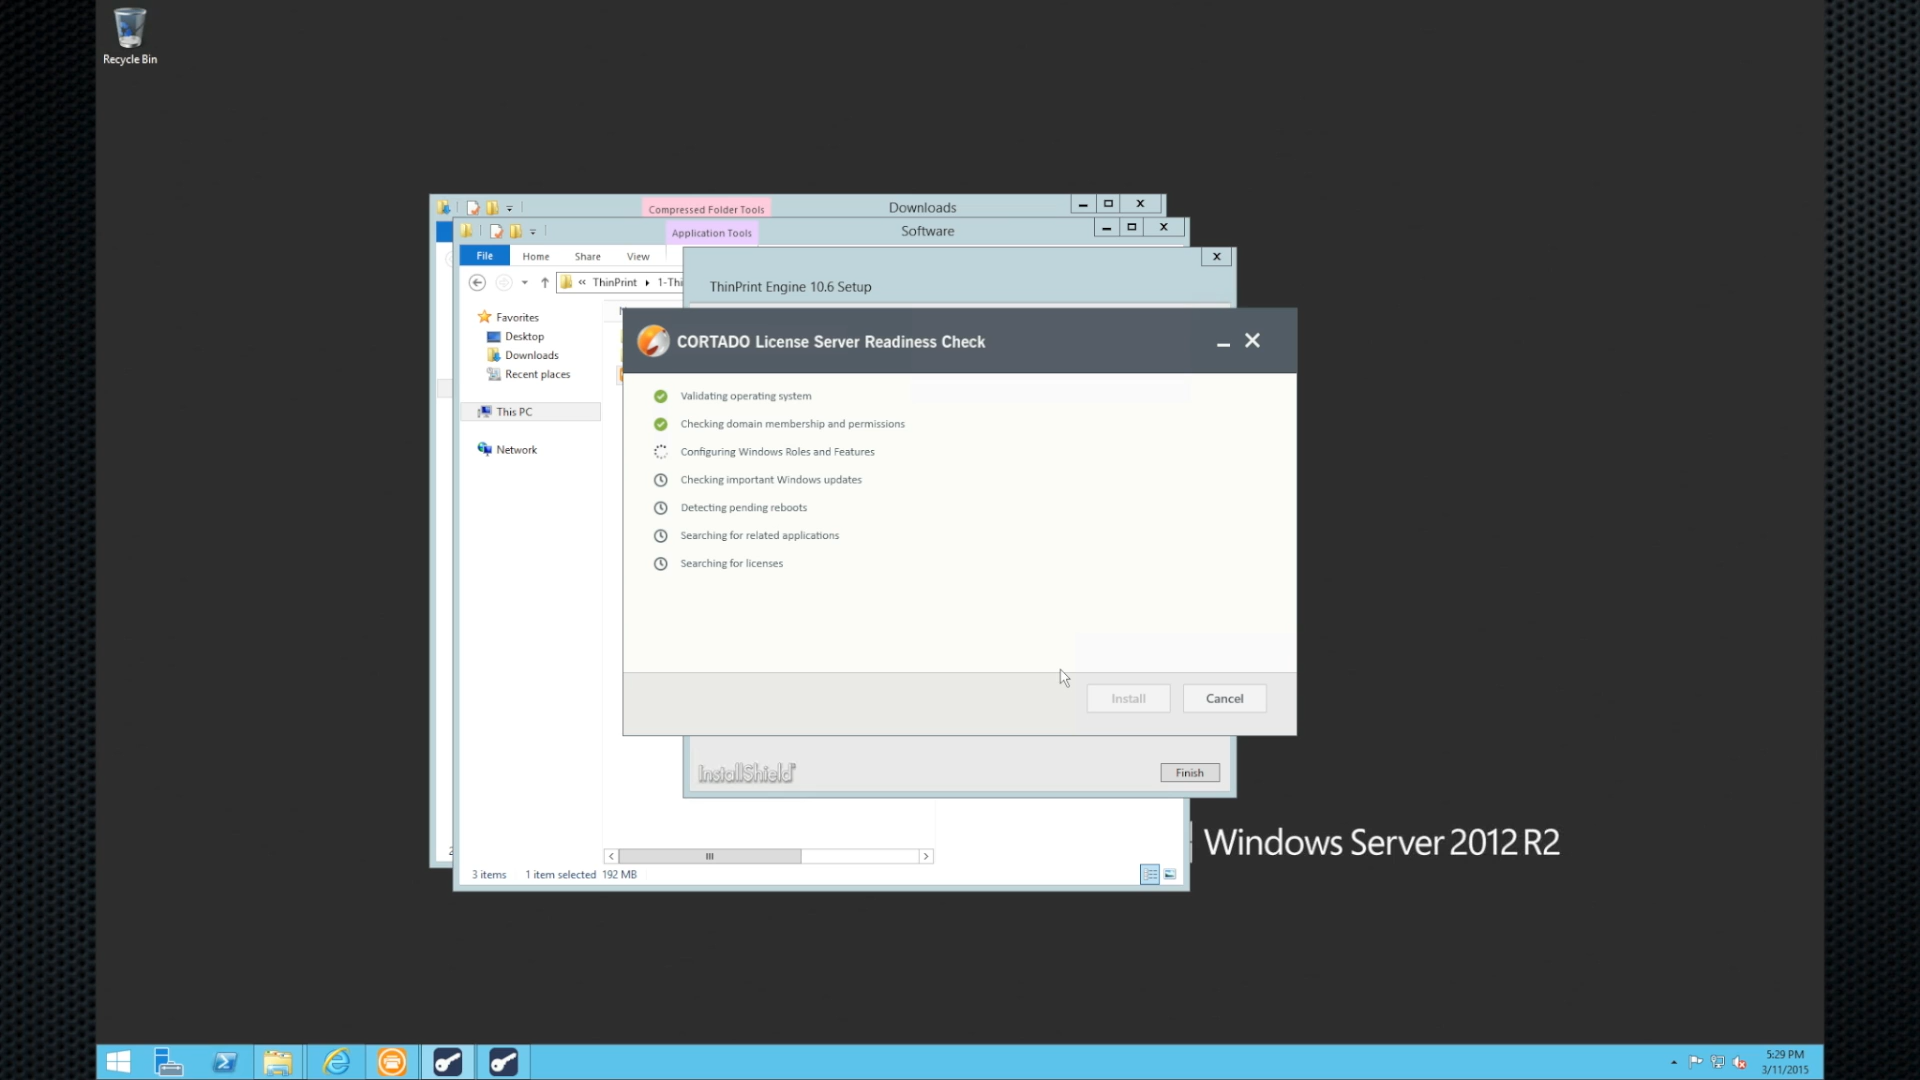 Recycle Bin
Compressed Folder Tools
Downloads
Application Tools
Software
File
Home
Share
View
« ThinPrint
1-Thi
ThinPrint Engine 10.6 Setup
Favorites
Desktop
Downloads
Recent places
This PC
Network
CORTADO License Server Readiness Check
Validating operating system
Checking domain membership and permissions
Configuring Windows Roles and Features
Checking important Windows updates
Detecting pending reboots
Searching for related applications
Searching for licenses
Install
Cancel
InstallShield
Finish
3 items
1 item selected 192 MB
Windows Server 2012 R2
5:29 PM
3/11/2015